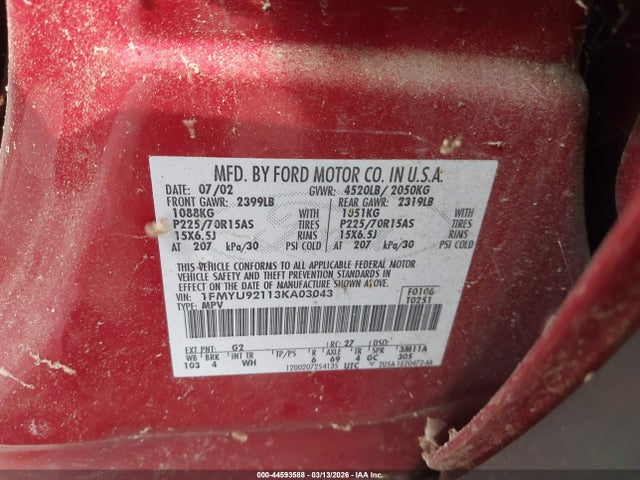 MFD. BY FORD MOTOR CO. IN U.S.A.
DATE: 07/02 GVWR: 4520LB/ 2050KG
FRONT GAWR: 2399LB REAR GAWR: 2319LB
1088KG WITH 1051KG WITH
P225/70R15AS TIRES P225/70R15AS TIRES
15X6.5J RIMS 15X6.5J RIMS
AT 207 kPa/30 PSI COLD AT 207 kPa/30 PSI COLD
THIS VEHICLE CONFORMS TO ALL APPLICABLE FEDERAL MOTOR
VEHICLE SAFETY AND THEFT PREVENTION STANDARDS IN
EFFECT ON THE DATE OF MANUFACTURE SHOWN ABOVE.
VIN: 1FMYU92113KA03043 F0106
TYPE: MPV T0251
EXT PNT: G2 RC: 27 DSO:
WB BRK INT TR TP/PS R AXLE TR SPR 3M11A
103 4 WH 6 69 4 GC 305
1200207254135 UTC
000-44593588 - 03/13/2026 - IAA Inc.